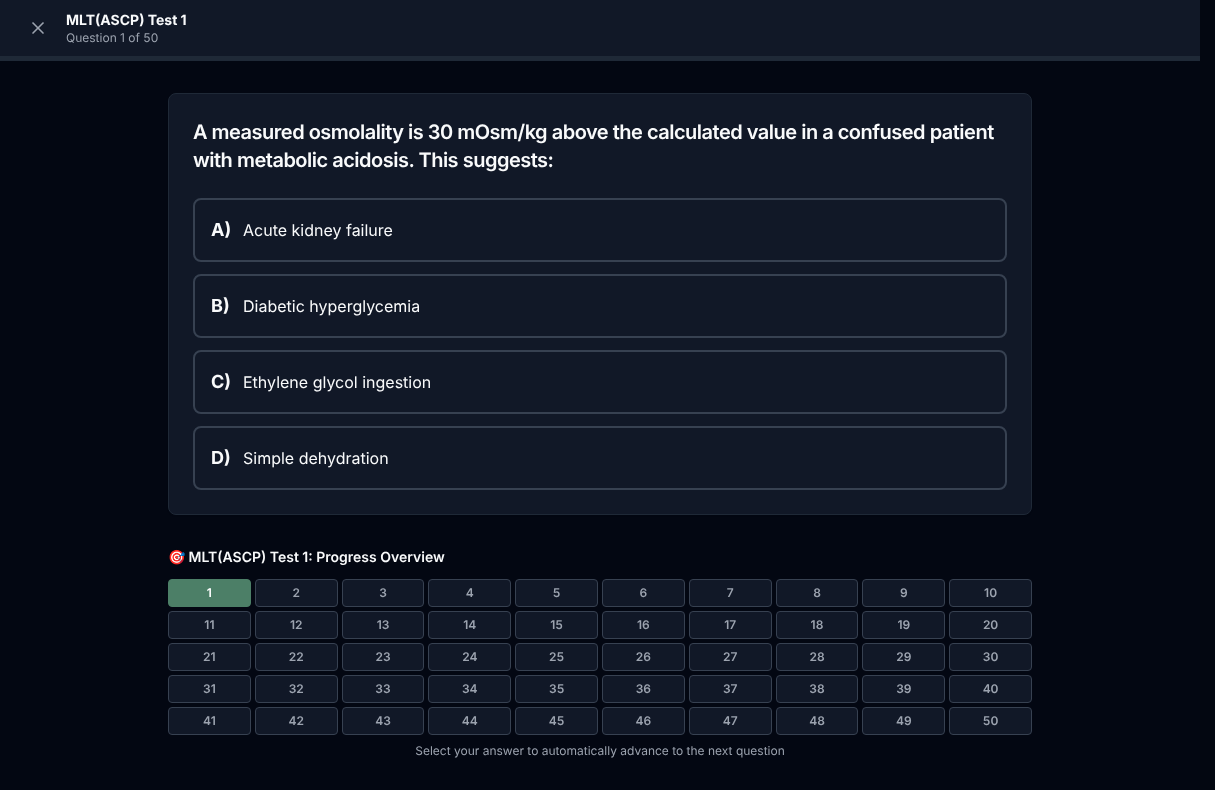 MLT(ASCP) Test 1
Question 1 of 50
A measured osmolality is 30 mOsm/kg above the calculated value in a confused patient
with metabolic acidosis. This suggests:
A) Acute kidney failure
B) Diabetic hyperglycemia
C) Ethylene glycol ingestion
D) Simple dehydration
🎯 MLT(ASCP) Test 1: Progress Overview
1 2 3 4 5 6 7 8 9 10
11 12 13 14 15 16 17 18 19 20
21 22 23 24 25 26 27 28 29 30
31 32 33 34 35 36 37 38 39 40
41 42 43 44 45 46 47 48 49 50
Select your answer to automatically advance to the next question